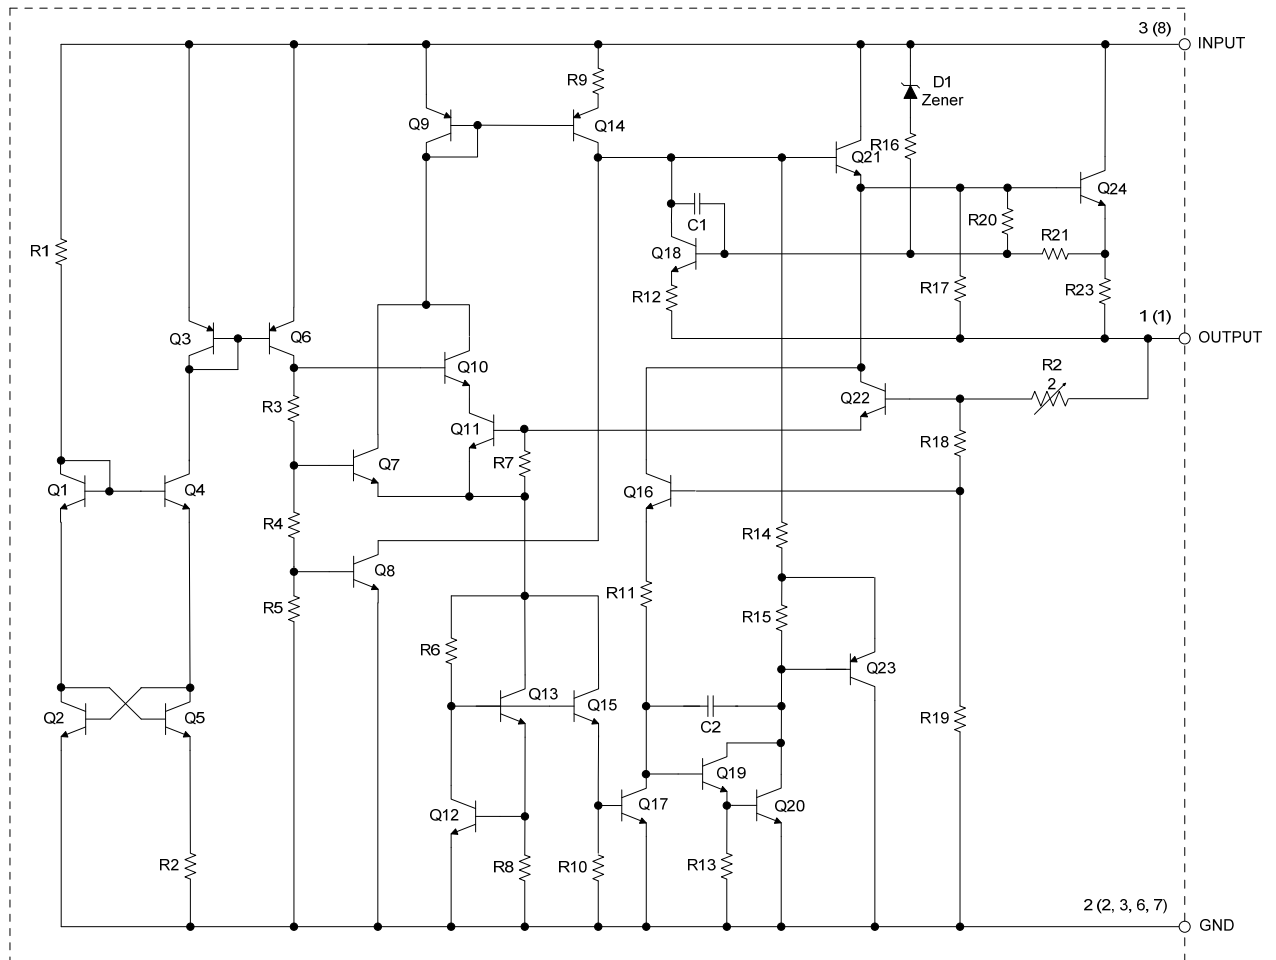 3 (8)
INPUT
R9
D1
Zener
Q9
Q14
R16
Q21
Q24
C1
R20
R21
R1
Q18
R12
R17
R23
1 (1)
OUTPUT
Q3
Q6
Q10
R2
2
Q22
R3
Q11
R18
Q7
R7
Q1
Q4
Q16
R4
R14
Q8
R11
R5
R15
R6
Q23
Q13
Q15
Q2
Q5
R19
C2
Q19
Q12
Q17
Q20
R2
R8
R10
R13
2 (2, 3, 6, 7)
GND